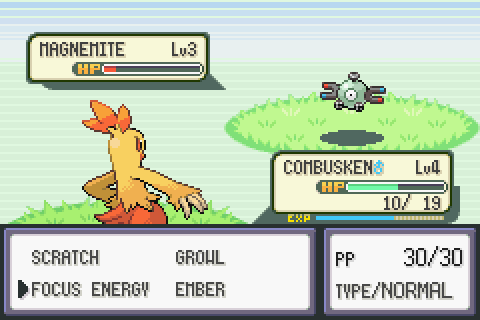 MAGNEMITE Lv3
HP
COMBUSKEN♂ Lv4
HP
10/ 19
EXP
SCRATCH GROWL
FOCUS ENERGY EMBER
PP 30/30
TYPE/NORMAL